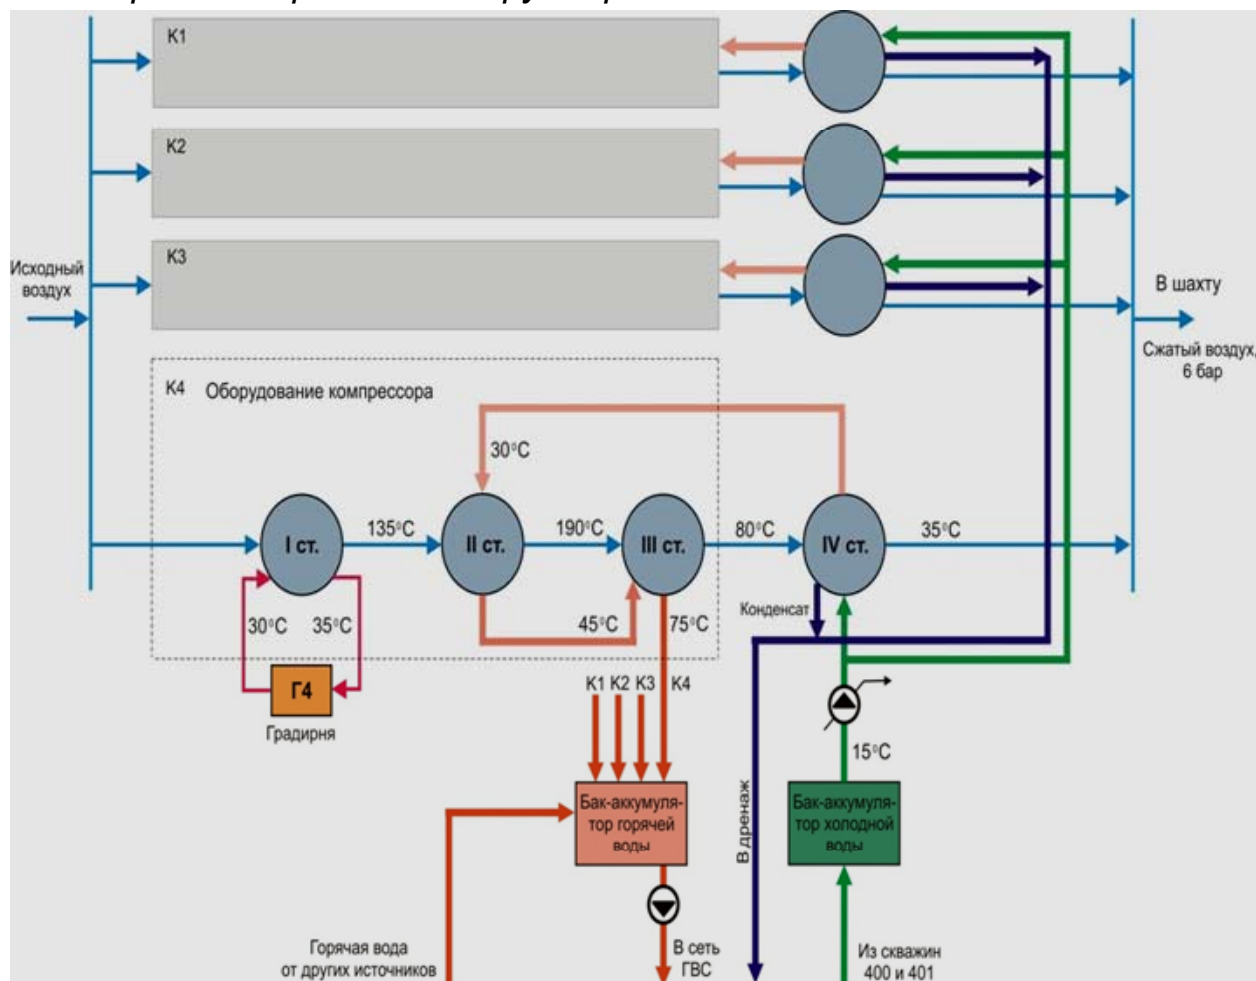 K1
K2
K3
Исходный
воздух
В шахту
Сжатый воздух,
6 бар
K4 Оборудование компрессора
30°C
I ст.
135°C
II ст.
190°C
III ст.
80°C
IV ст.
35°C
30°C
35°C
45°C
75°C
Конденсат
Г4
Градирня
K1 K2 K3 K4
15°C
Бак-аккумуля-
тор горячей
воды
В дренаж
Бак-аккумуля-
тор холодной
воды
Горячая вода
от других источников
В сеть
ГВС
Из скважин
400 и 401